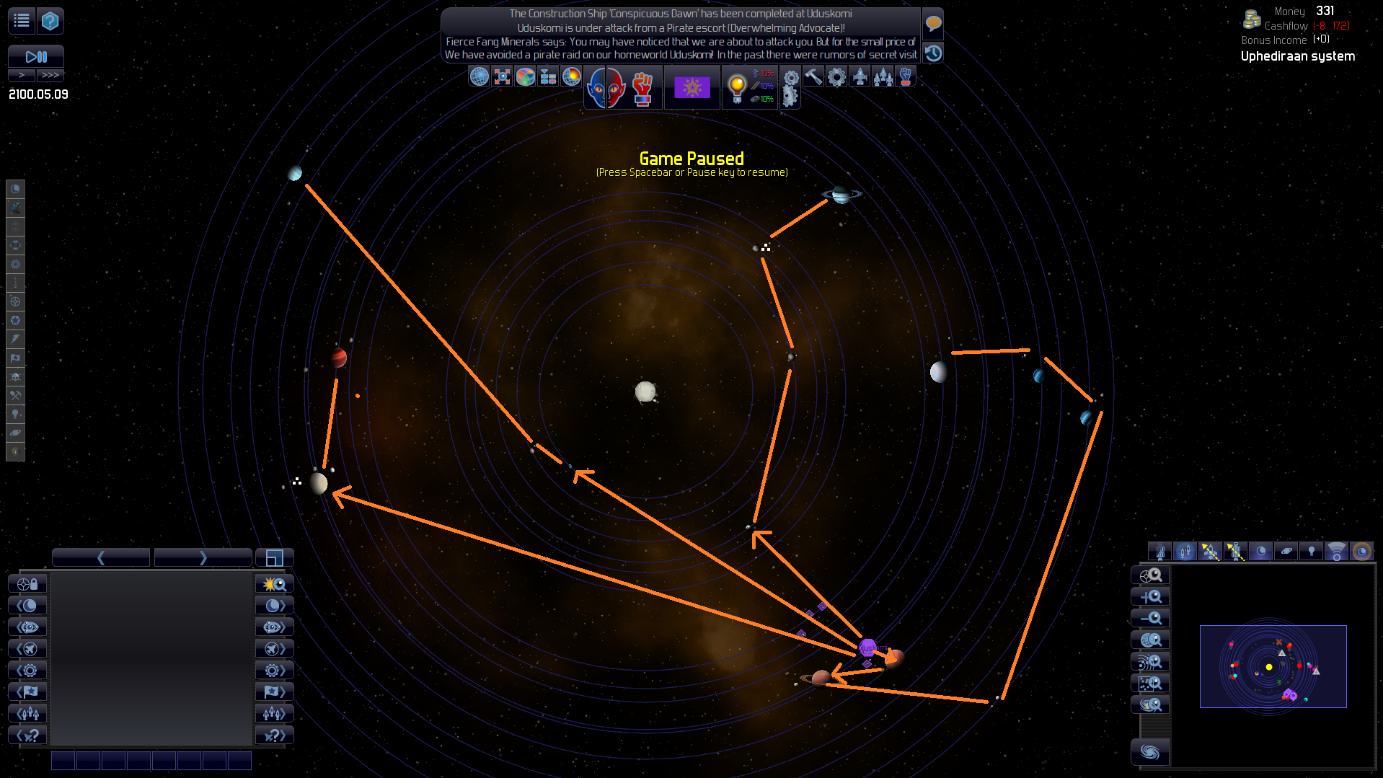 The Construction Ship 'Conspicuous Dawn' has been completed at Uduskomi
Uduskomi is under attack from a Pirate escort (Overwhelming Advocate)!
Fierce Fang Minerals says: You may have noticed that we are about to attack you. But for the small price of
We have avoided a pirate raid on our homeworld Uduskomi! In the past there were rumors of secret visit
Money 331
Cashflow (-8, 172)
Bonus Income (+0)
Uphediraan system
> >>>
2100.05.09
10%
Game Paused
(Press Spacebar or Pause key to resume)